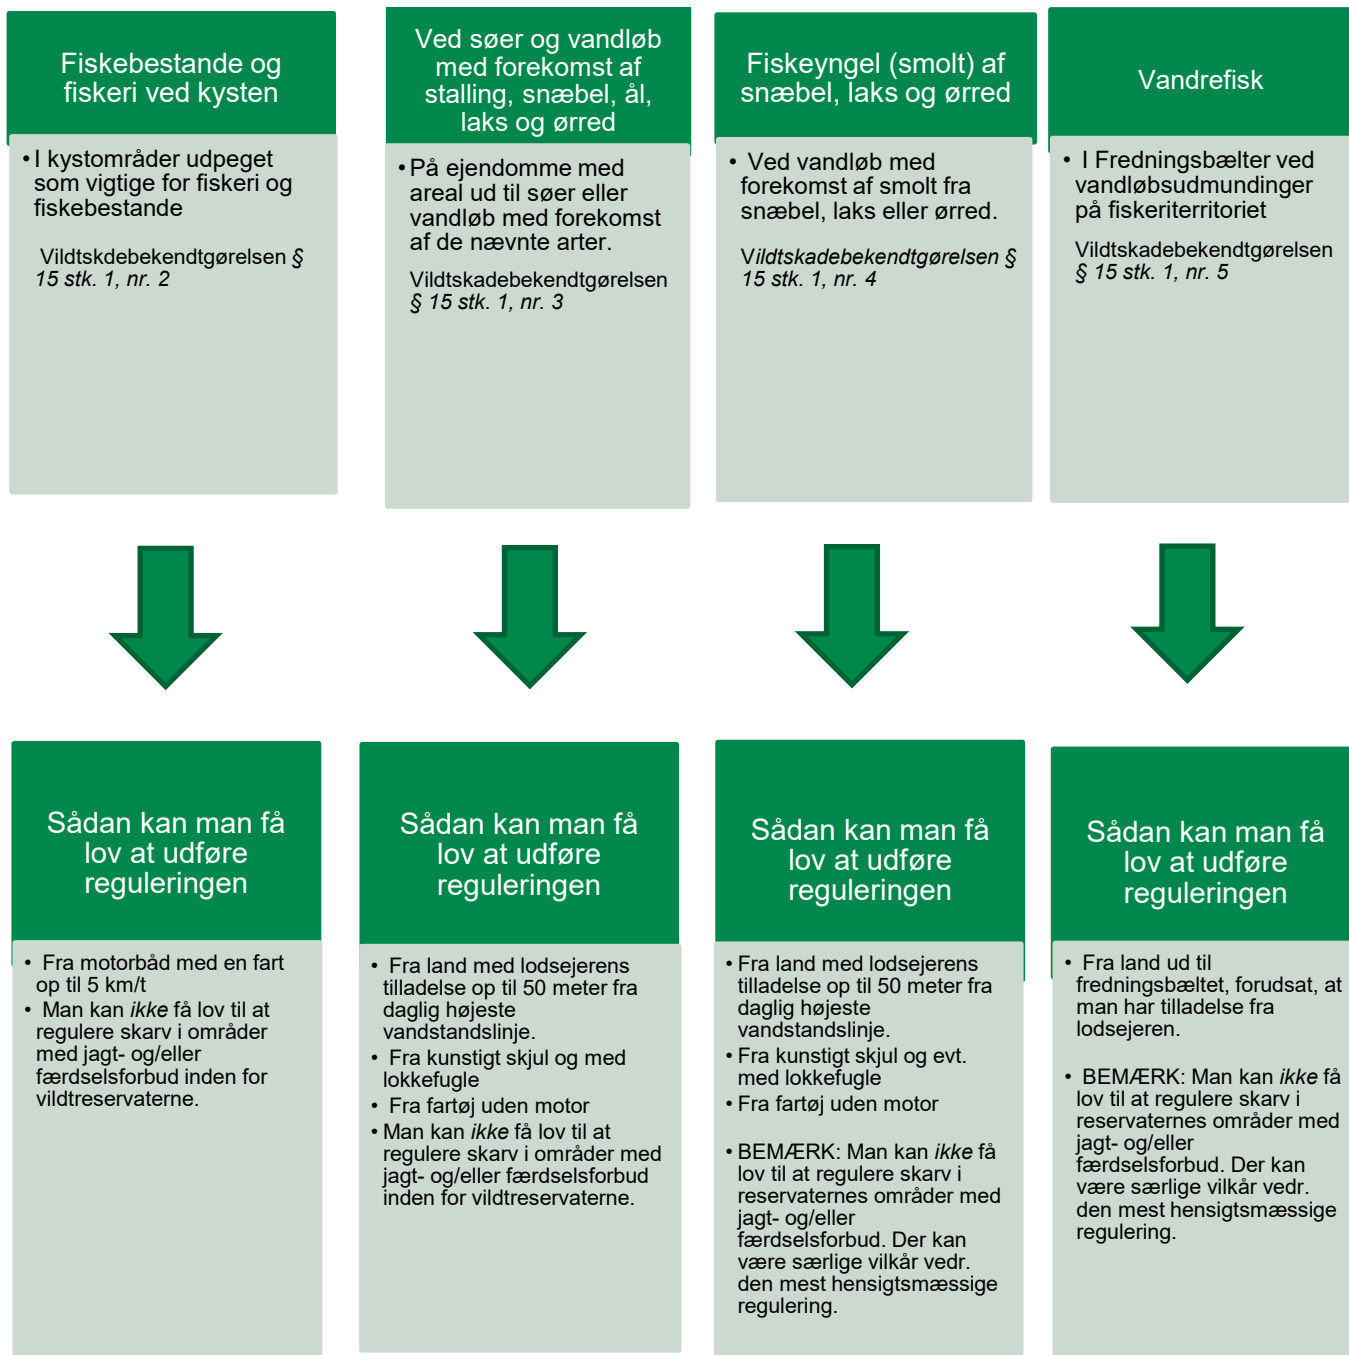 Fiskebestande og
fiskeri ved kysten
• I kystområder udpeget
som vigtige for fiskeri og
fiskebestande
Vildtskdebekendtgørelsen §
15 stk. 1, nr. 2
Ved søer og vandløb
med forekomst af
stalling, snæbel, ål,
laks og ørred
• På ejendomme med
areal ud til søer eller
vandløb med forekomst
af de nævnte arter.
Vildtskadebekendtgørelsen
§ 15 stk. 1, nr. 3
Fiskeyngel (smolt) af
snæbel, laks og ørred
• Ved vandløb med
forekomst af smolt fra
snæbel, laks eller ørred.
Vildtskadebekendtgørelsen §
15 stk. 1, nr. 4
Vandrefisk
• I Fredningsbælter ved
vandløbsudmundinger
på fiskeriterritoriet
Vildtskadebekendtgørelsen
§ 15 stk. 1, nr. 5
Sådan kan man få
lov at udføre
reguleringen
• Fra motorbåd med en fart
op til 5 km/t
• Man kan ikke få lov til at
regulere skarv i områder
med jagt- og/eller
færdselsforbud inden for
vildtreservaterne.
Sådan kan man få
lov at udføre
reguleringen
• Fra land med lodsejerens
tilladelse op til 50 meter fra
daglig højeste
vandstandslinje.
• Fra kunstigt skjul og med
lokkefugle
• Fra fartøj uden motor
• Man kan ikke få lov til at
regulere skarv i områder med
jagt- og/eller færdselsforbud
inden for vildtreservaterne.
Sådan kan man få
lov at udføre
reguleringen
• Fra land med lodsejerens
tilladelse op til 50 meter fra
daglig højeste
vandstandslinje.
• Fra kunstigt skjul og evt.
med lokkefugle
• Fra fartøj uden motor
• BEMÆRK: Man kan ikke få
lov til at regulere skarv i
reservaternes områder med
jagt- og/eller
færdselsforbud. Der kan
være særlige vilkår vedr.
den mest hensigtsmæssige
regulering.
Sådan kan man få
lov at udføre
reguleringen
• Fra land ud til
fredningsbæltet, forudsat, at
man har tilladelse fra
lodsejeren.
• BEMÆRK: Man kan ikke få
lov til at regulere skarv i
reservaternes områder med
jagt- og/eller
færdselsforbud. Der kan
være særlige vilkår vedr.
den mest hensigtsmæssige
regulering.